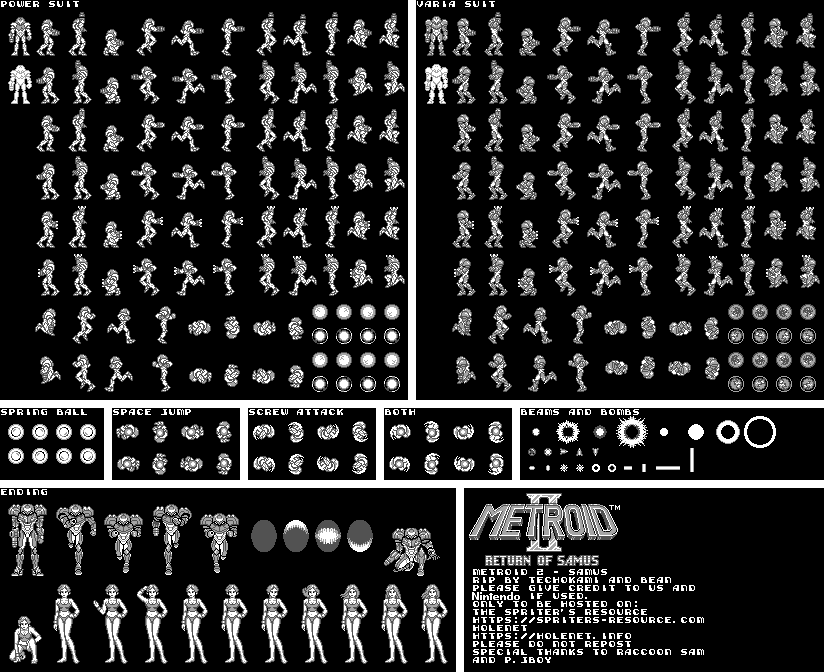 POWER SUIT
VARIA SUIT
SPRING BALL
SPACE JUMP
SCREW ATTACK
BOTH
BEAMS AND BOMBS
ENDING
METROID™
II
RETURN OF SAMUS
METROID 2 - SAMUS
RIP BY TECHOKAMI AND BEAN
PLEASE GIVE CREDIT TO US AND
Nintendo IF USED.
ONLY TO BE HOSTED ON:
THE SPRITER'S RESOURCE
HTTPS://SPRITERS-RESOURCE.COM
HOLENET
HTTPS://HOLENET.INFO
PLEASE DO NOT REPOST
SPECIAL THANKS TO RACCOON SAM
AND P.JBOY